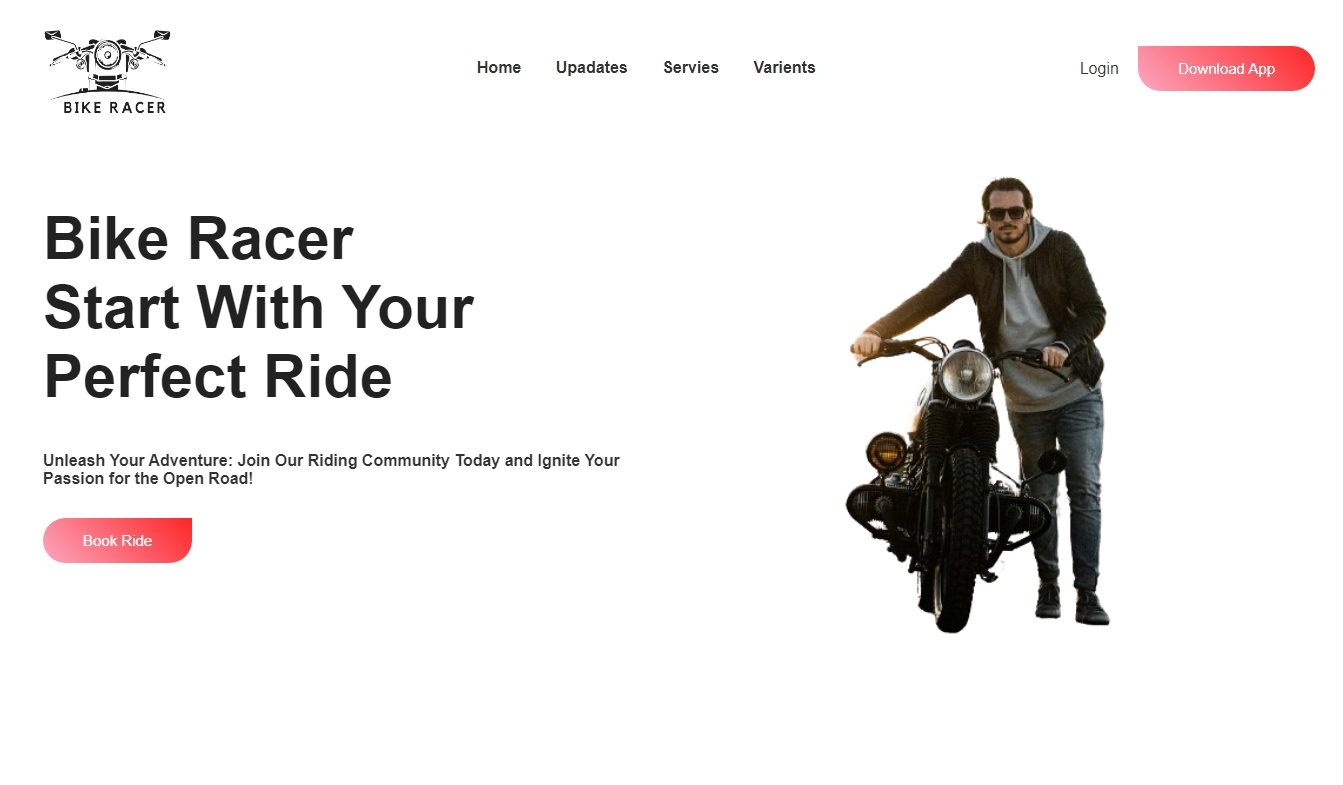 BIKE RACER
Home Upadates Servies Varients
Login Download App
Bike Racer
Start With Your
Perfect Ride
Unleash Your Adventure: Join Our Riding Community Today and Ignite Your
Passion for the Open Road!
Book Ride